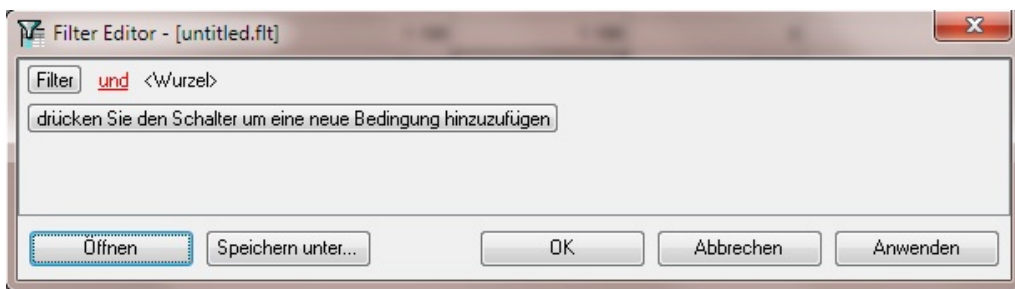 Filter Editor - [untitled.flt]
Filter und <Wurzel>
drücken Sie den Schalter um eine neue Bedingung hinzuzufügen
Öffnen Speichern unter... OK Abbrechen Anwenden